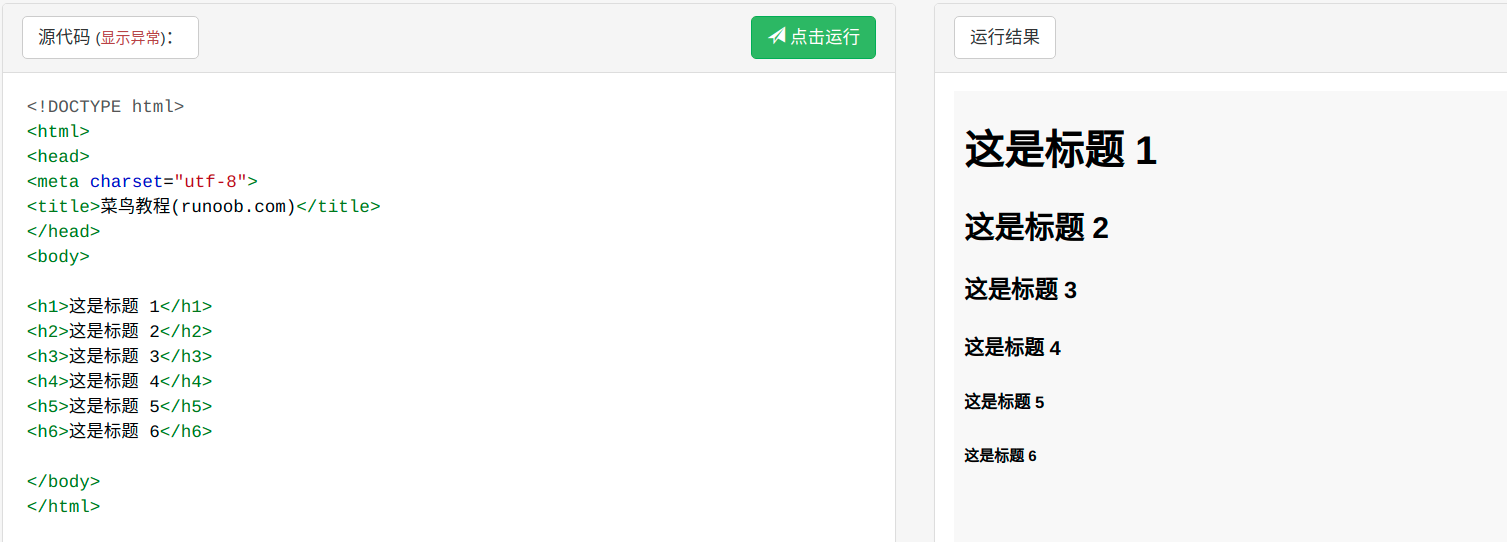 源代码 (显示异常)：
点击运行
<!DOCTYPE html>
<html>
<head>
<meta charset="utf-8">
<title>菜鸟教程(runoob.com)</title>
</head>
<body>
<h1>这是标题 1</h1>
<h2>这是标题 2</h2>
<h3>这是标题 3</h3>
<h4>这是标题 4</h4>
<h5>这是标题 5</h5>
<h6>这是标题 6</h6>
</body>
</html>
运行结果
这是标题 1
这是标题 2
这是标题 3
这是标题 4
这是标题 5
这是标题 6